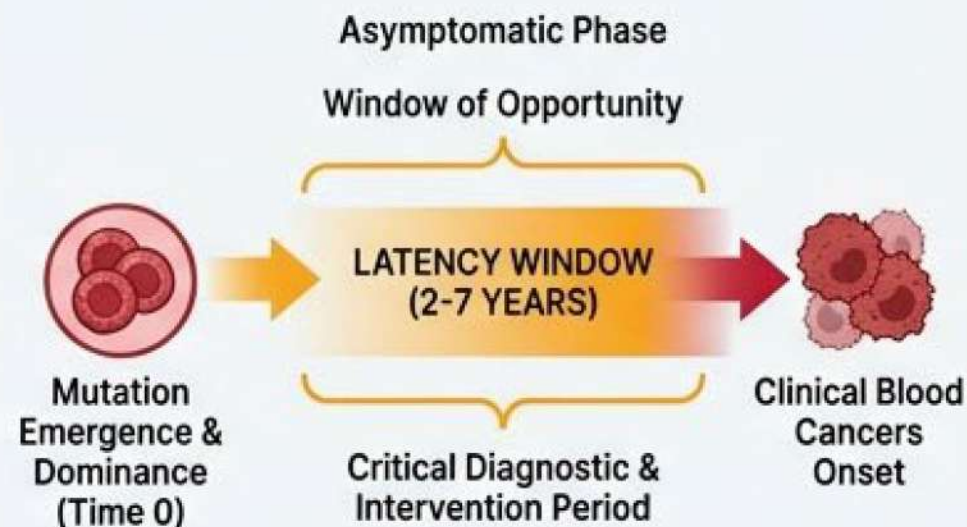 Asymptomatic Phase
Window of Opportunity
LATENCY WINDOW
(2-7 YEARS)
Mutation
Emergence &
Dominance
(Time 0)
Critical Diagnostic &
Intervention Period
Clinical Blood
Cancers
Onset